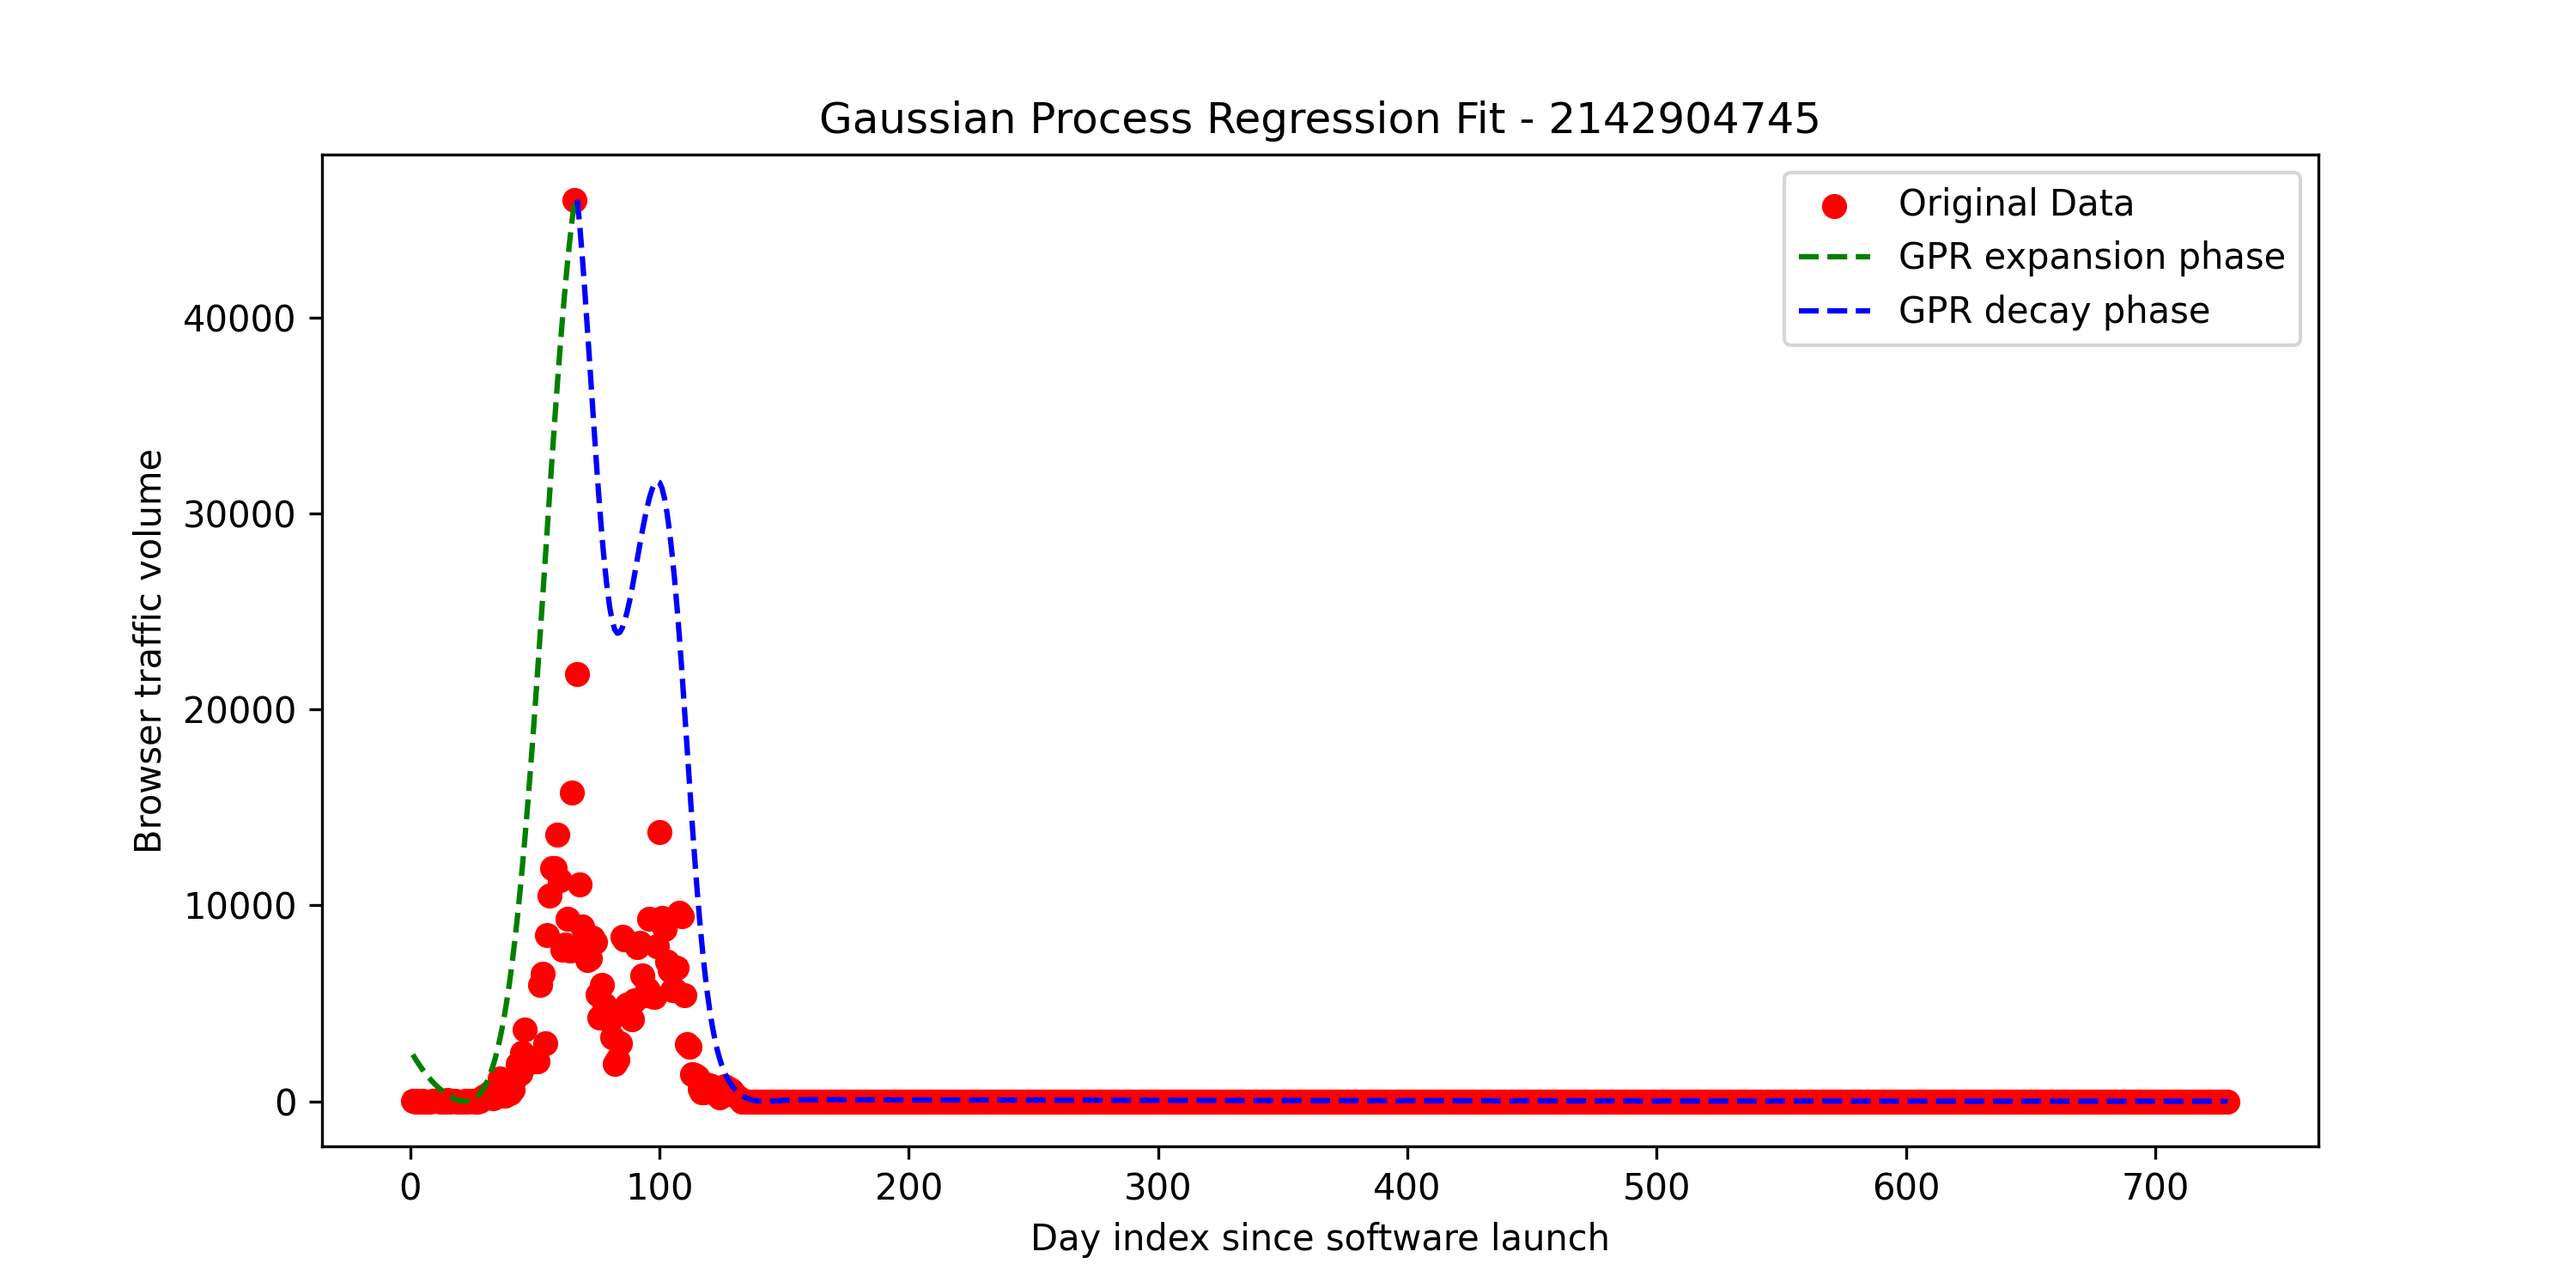 Gaussian Process Regression Fit - 2142904745
Original Data
GPR expansion phase
GPR decay phase
Browser traffic volume
40000
30000
20000
10000
0
0 100 200 300 400 500 600 700
Day index since software launch